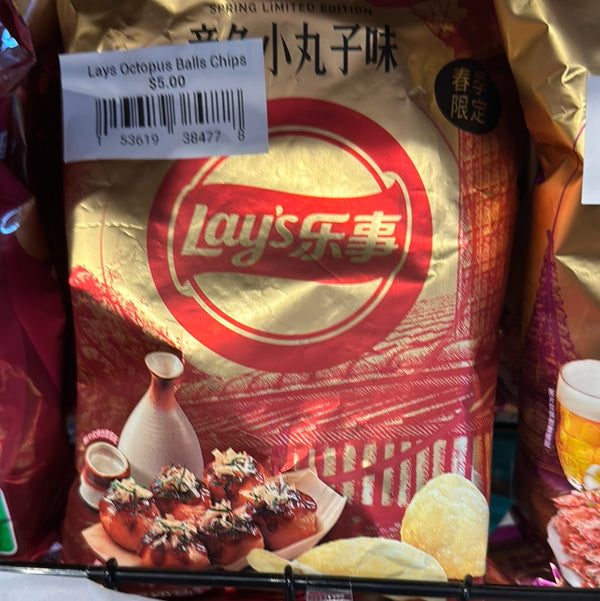 SPRING LIMITED EDITION
小丸子味
Lays Octopus Balls Chips
$5.00
1 53619 38477 8
春季
限定
Lay's乐事